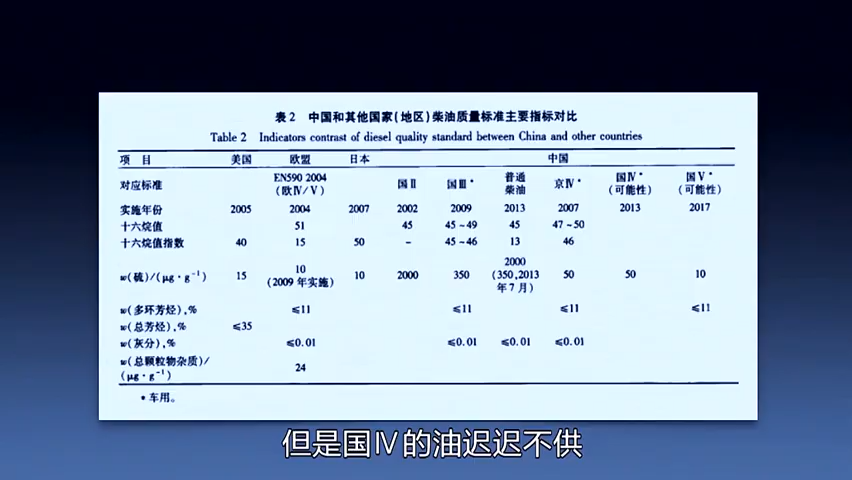 表2 中国和其他国家(地区)柴油质量标准主要指标对比
Table 2 Indicators contrast of diesel quality standard between China and other countries
项 目 美国 欧盟 日本 中国
对应标准 EN590 2004 (欧Ⅳ/Ⅴ) 国Ⅱ 国Ⅲ* 普通柴油 京Ⅳ* 国Ⅳ* (可能性) 国Ⅴ* (可能性)
实施年份 2005 2004 2007 2002 2009 2013 2007 2013 2017
十六烷值 51 45 45~49 45 47~50
十六烷值指数 40 15 50 - 45~46 13 46
w(硫)/(μg·g⁻¹) 15 10 (2009年实施) 10 2000 350 2000 (350,2013年7月) 50 50 10
w(多环芳烃),% ≤11 ≤11 ≤11 ≤11
w(总芳烃),% ≤35
w(灰分),% ≤0.01 ≤0.01 ≤0.01 ≤0.01
w(总颗粒物杂质)/(μg·g⁻¹) 24
*车用。
但是国Ⅳ的油迟迟不供